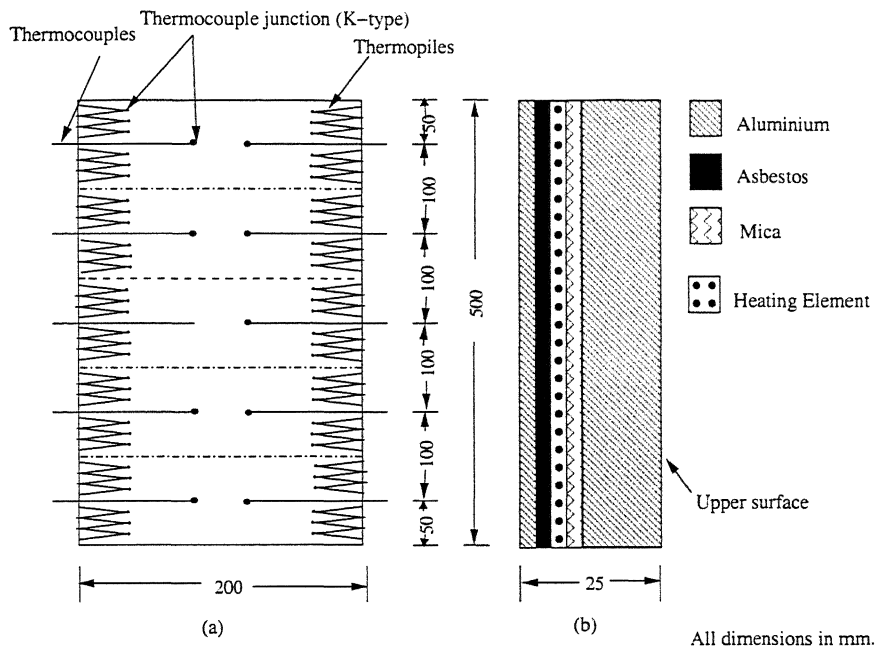 Thermocouple junction (K-type)
Thermocouples
Thermopiles
50
100
100
100
100
50
500
200
25
Aluminium
Asbestos
Mica
Heating Element
Upper surface
(a)
(b)
All dimensions in mm.